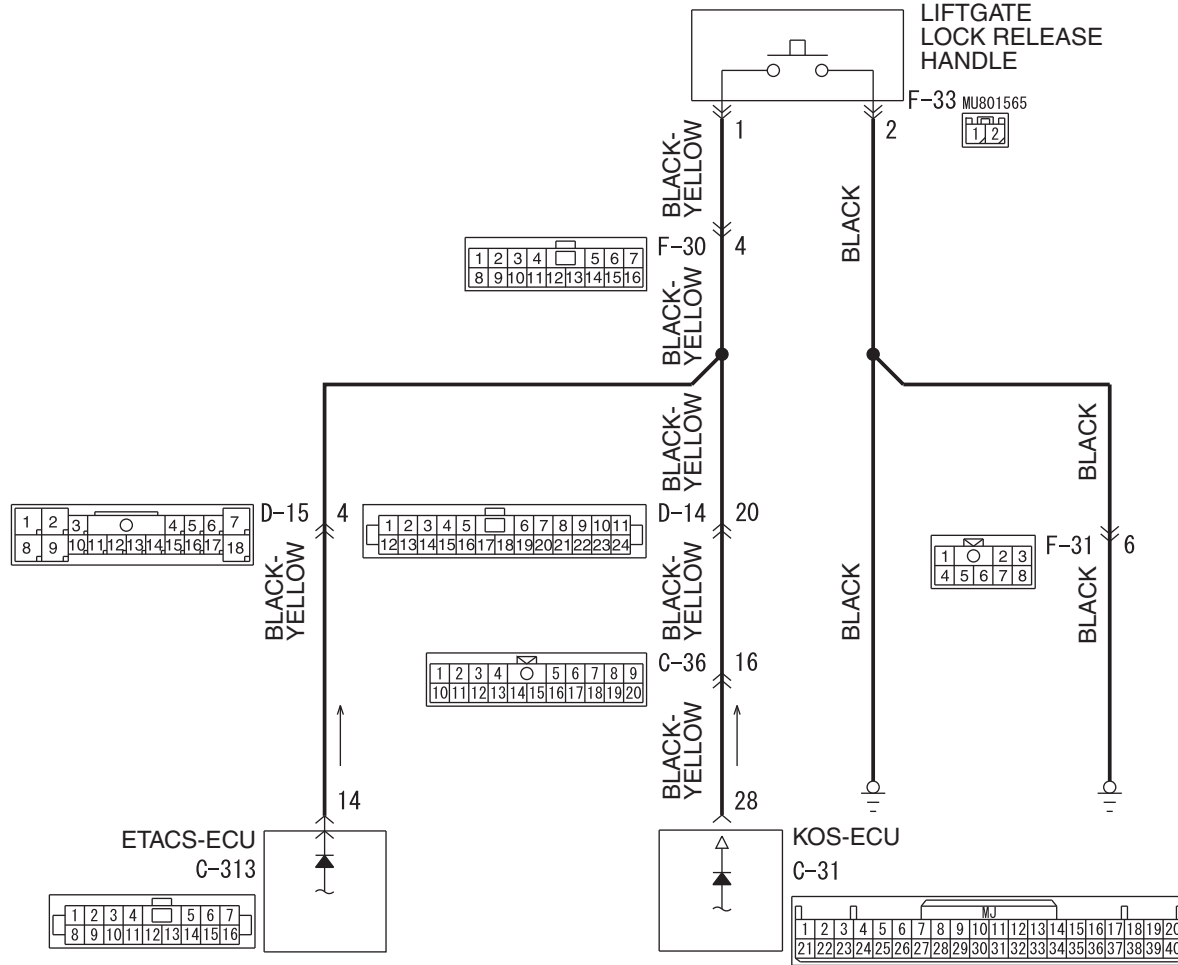 LIFTGATE
LOCK RELEASE
HANDLE
F-33 MU801565
1 2
1 2
BLACK-
YELLOW
BLACK
F-30 4
1 2 3 4 5 6 7
8 9 10 11 12 13 14 15 16
BLACK-
YELLOW
BLACK-
YELLOW
BLACK
D-15 4
1 2 3 4 5 6 7
8 9 10 11 12 13 14 15 16 17 18
D-14 20
1 2 3 4 5 6 7 8 9 10 11
12 13 14 15 16 17 18 19 20 21 22 23 24
F-31 6
1 2 3
4 5 6 7 8
BLACK-
YELLOW
BLACK-
YELLOW
BLACK
BLACK
C-36 16
1 2 3 4 5 6 7 8 9
10 11 12 13 14 15 16 17 18 19 20
BLACK-
YELLOW
14
28
ETACS-ECU
C-313
1 2 3 4 5 6 7
8 9 10 11 12 13 14 15 16
KOS-ECU
C-31
MJ
1 2 3 4 5 6 7 8 9 10 11 12 13 14 15 16 17 18 19 20
21 22 23 24 25 26 27 28 29 30 31 32 33 34 35 36 37 38 39 40